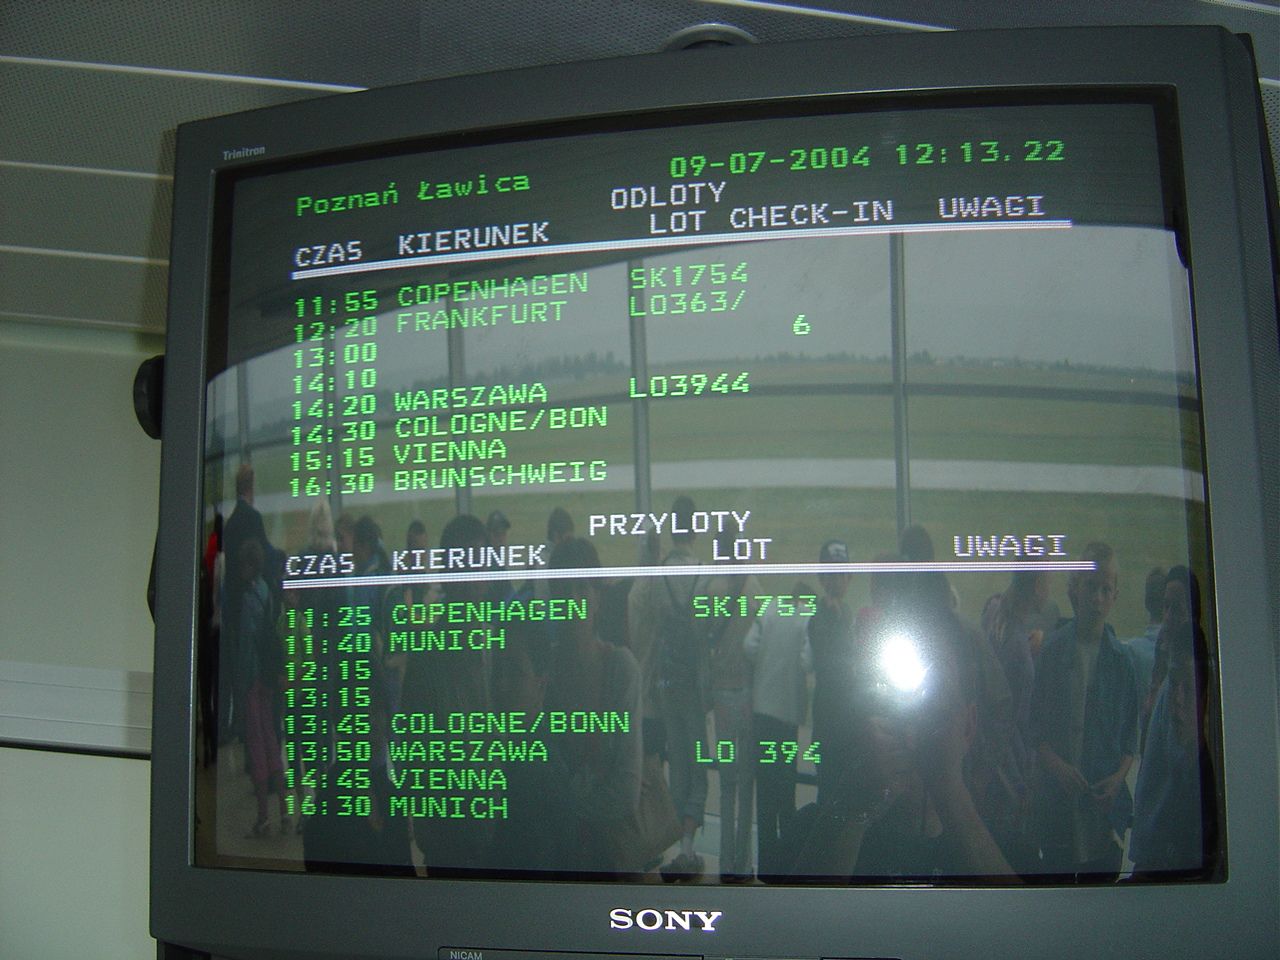 Trinitron
Poznań Ławica 09-07-2004 12:13.22
ODLOTY
CZAS KIERUNEK LOT CHECK-IN UWAGI
11:55 COPENHAGEN SK1754
12:20 FRANKFURT LO363/
13:00 6
14:10
14:20 WARSZAWA LO3944
14:30 COLOGNE/BON
15:15 VIENNA
16:30 BRUNSCHWEIG
PRZYLOTY
CZAS KIERUNEK LOT UWAGI
11:25 COPENHAGEN SK1753
11:40 MUNICH
12:15
13:15
13:45 COLOGNE/BONN
13:50 WARSZAWA LO 394
14:45 VIENNA
16:30 MUNICH
SONY
NICAM